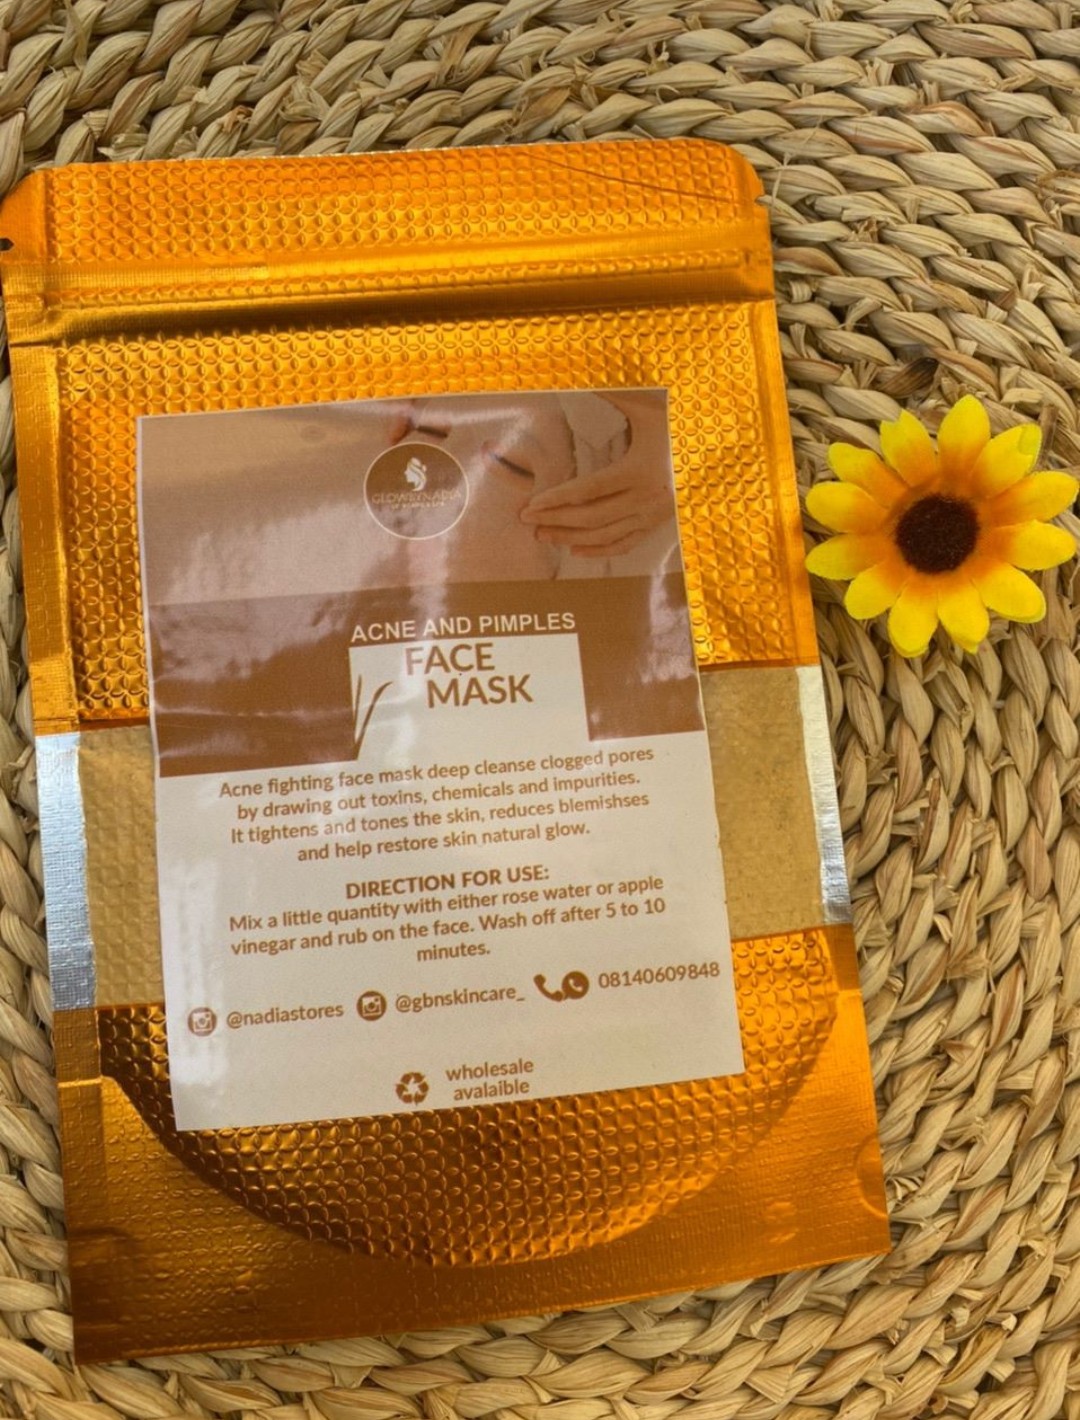 GLOWBYNADIA
ACNE AND PIMPLES
FACE
MASK
Acne fighting face mask deep cleanse clogged pores
by drawing out toxins, chemicals and impurities.
It tightens and tones the skin, reduces blemishses
and help restore skin natural glow.
DIRECTION FOR USE:
Mix a little quantity with either rose water or apple
vinegar and rub on the face. Wash off after 5 to 10
minutes.
@nadiastores @gbnskincare_ 08140609848
wholesale
avalaible